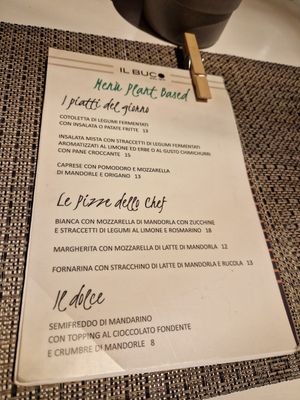 IL BUCO
Menù Plant Based
I piatti del giorno
COTOLETTA DI LEGUMI FERMENTATI
CON INSALATA O PATATE FRITTE 13
INSALATA MISTA CON STRACCETTI DI LEGUMI FERMENTATI
AROMATIZZATI AL LIMONE ED ERBE O AL GUSTO CHIMICHURRI
CON PANE CROCCANTE 15
CAPRESE CON POMODORO E MOZZARELLA
DI MANDORLE E ORIGANO 13
Le pizze dello Chef
BIANCA CON MOZZARELLA DI MANDORLA CON ZUCCHINE
E STRACCETTI DI LEGUMI AL LIMONE E ROSMARINO 18
MARGHERITA CON MOZZARELLA DI LATTE DI MANDORLA 12
FORNARINA CON STRACCHINO DI LATTE DI MANDORLA E RUCOLA 13
Il dolce
SEMIFREDDO DI MANDARINO
CON TOPPING AL CIOCCOLATO FONDENTE
E CRUMBRE DI MANDORLE 8